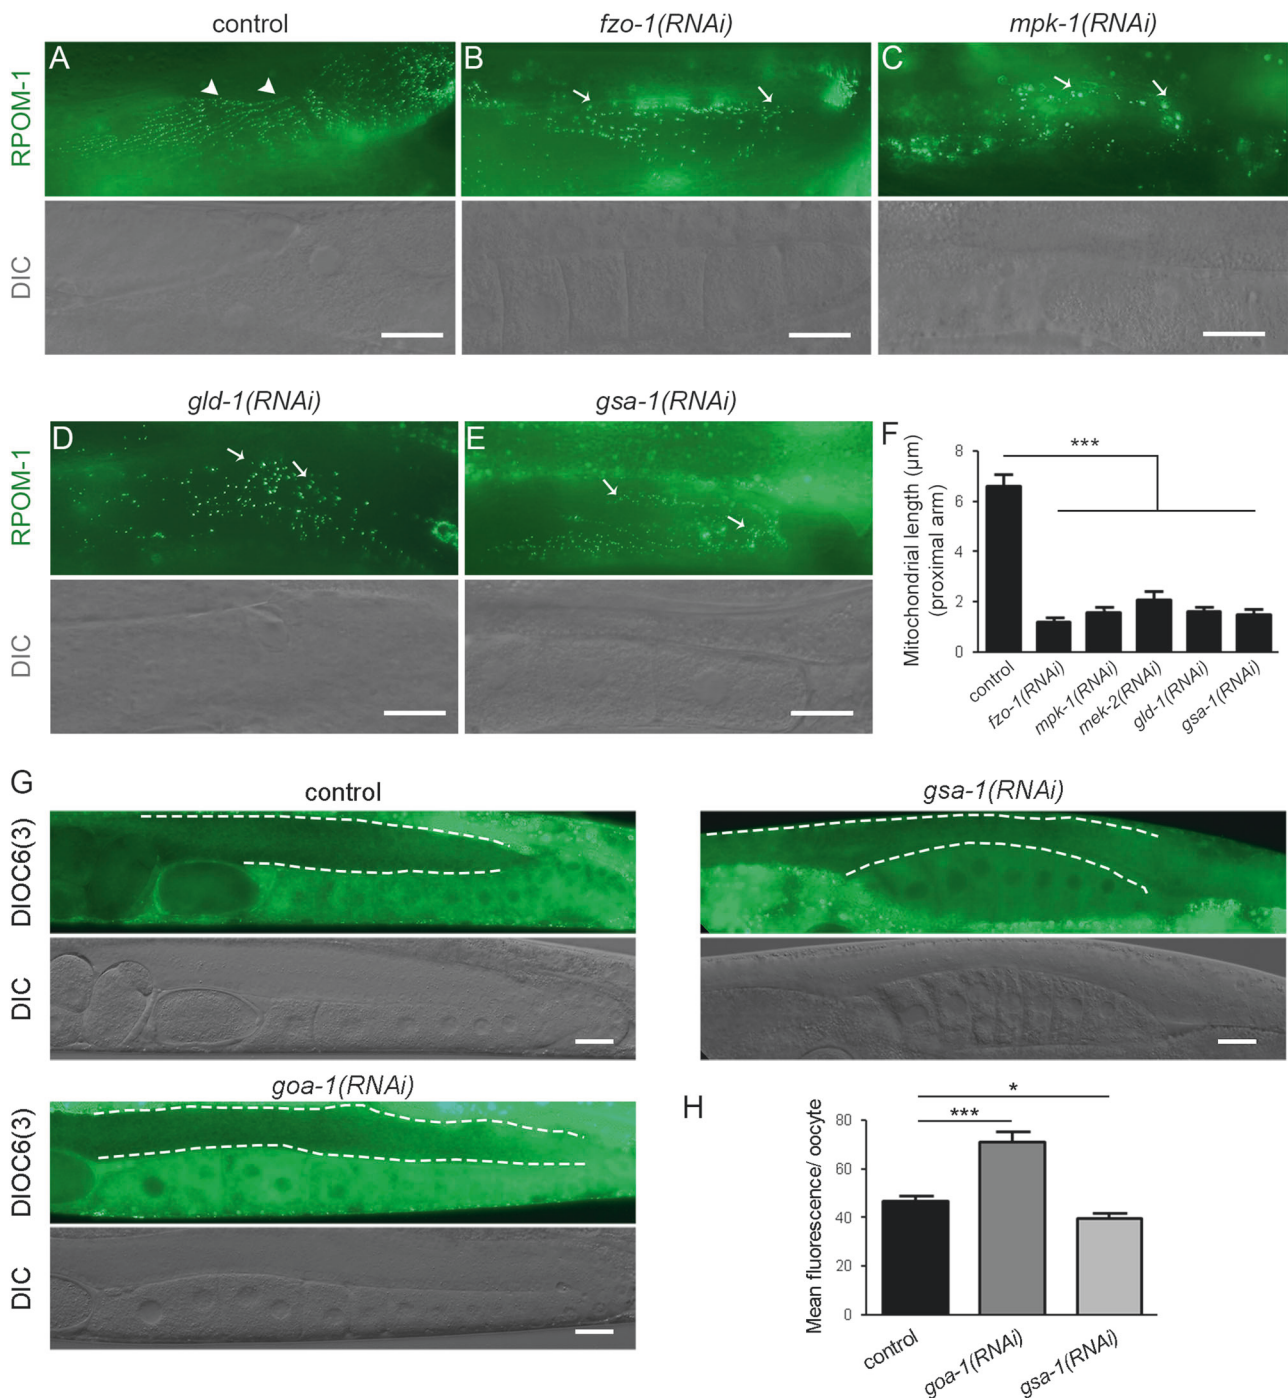 control
fzo-1(RNAi)
mpk-1(RNAi)
A
B
C
RPOM-1
DIC
gld-1(RNAi)
gsa-1(RNAi)
D
E
RPOM-1
DIC
F
Mitochondrial length (µm)
(proximal arm)
8
6
4
2
0
***
control
fzo-1(RNAi)
mpk-1(RNAi)
mek-2(RNAi)
gld-1(RNAi)
gsa-1(RNAi)
G
control
gsa-1(RNAi)
DIOC6(3)
DIC
goa-1(RNAi)
DIOC6(3)
DIC
H
Mean fluorescence/ oocyte
80
60
40
20
0
*
***
control
goa-1(RNAi)
gsa-1(RNAi)